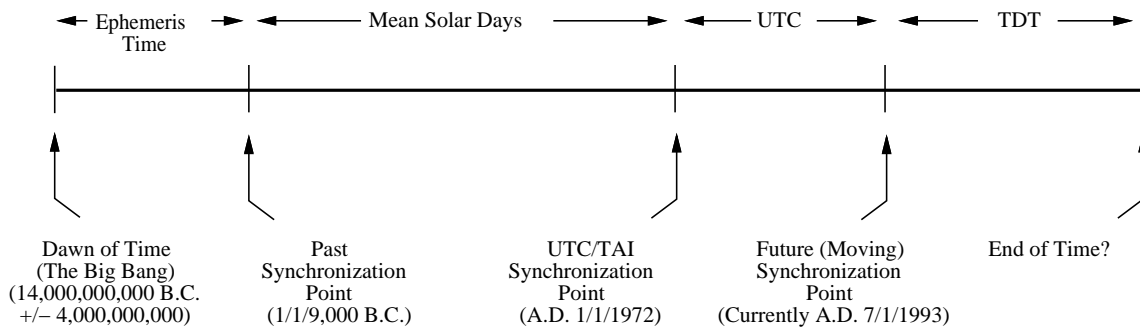 Ephemeris
Time
Mean Solar Days
UTC
TDT
Dawn of Time
(The Big Bang)
(14,000,000,000 B.C.
+/– 4,000,000,000)
Past
Synchronization
Point
(1/1/9,000 B.C.)
UTC/TAI
Synchronization
Point
(A.D. 1/1/1972)
Future (Moving)
Synchronization
Point
(Currently A.D. 7/1/1993)
End of Time?